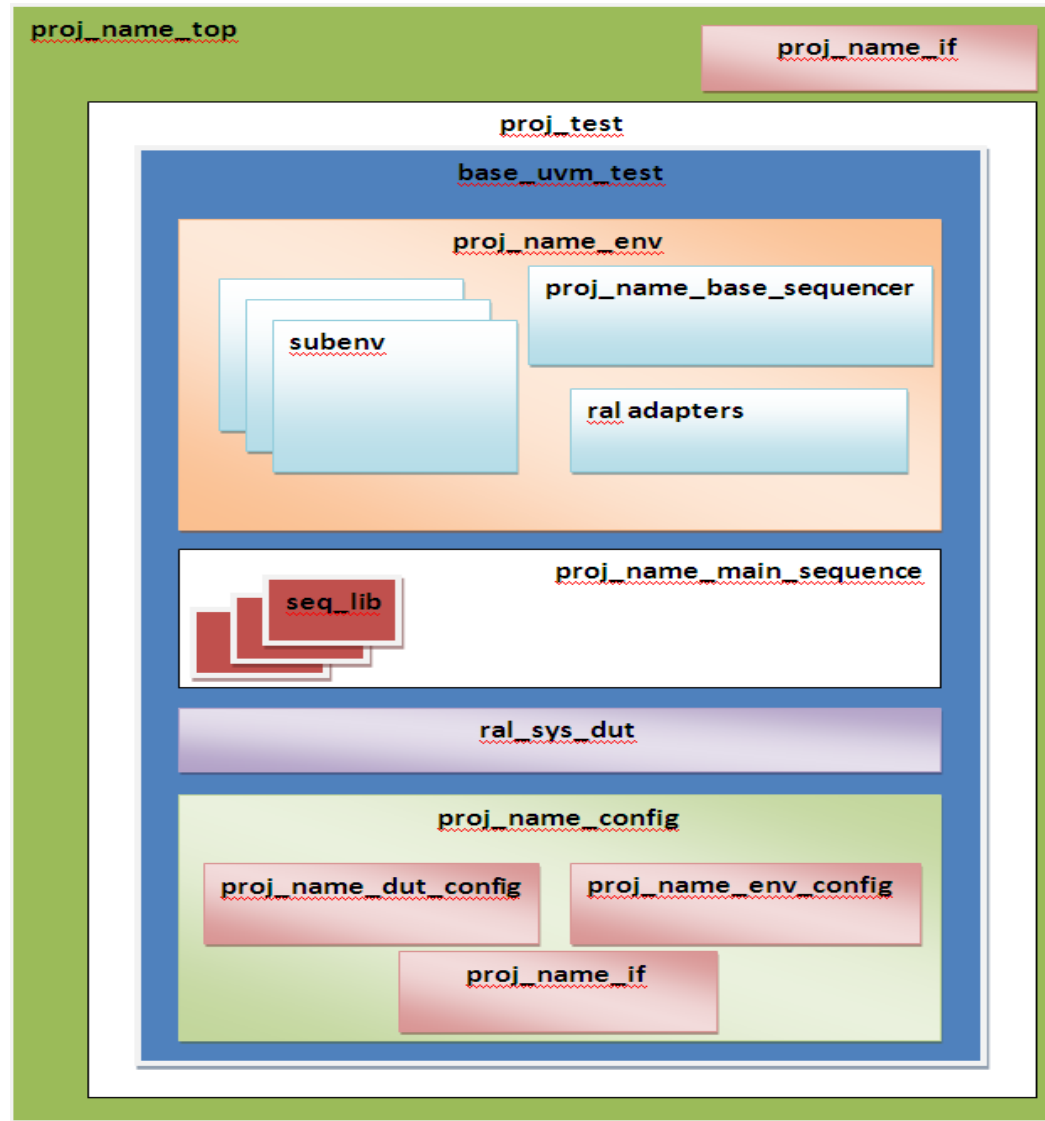 proj_name_top
proj_name_if
proj_test
base_uvm_test
proj_name_env
proj_name_base_sequencer
subenv
ral adapters
proj_name_main_sequence
seq_lib
ral_sys_dut
proj_name_config
proj_name_dut_config
proj_name_env_config
proj_name_if